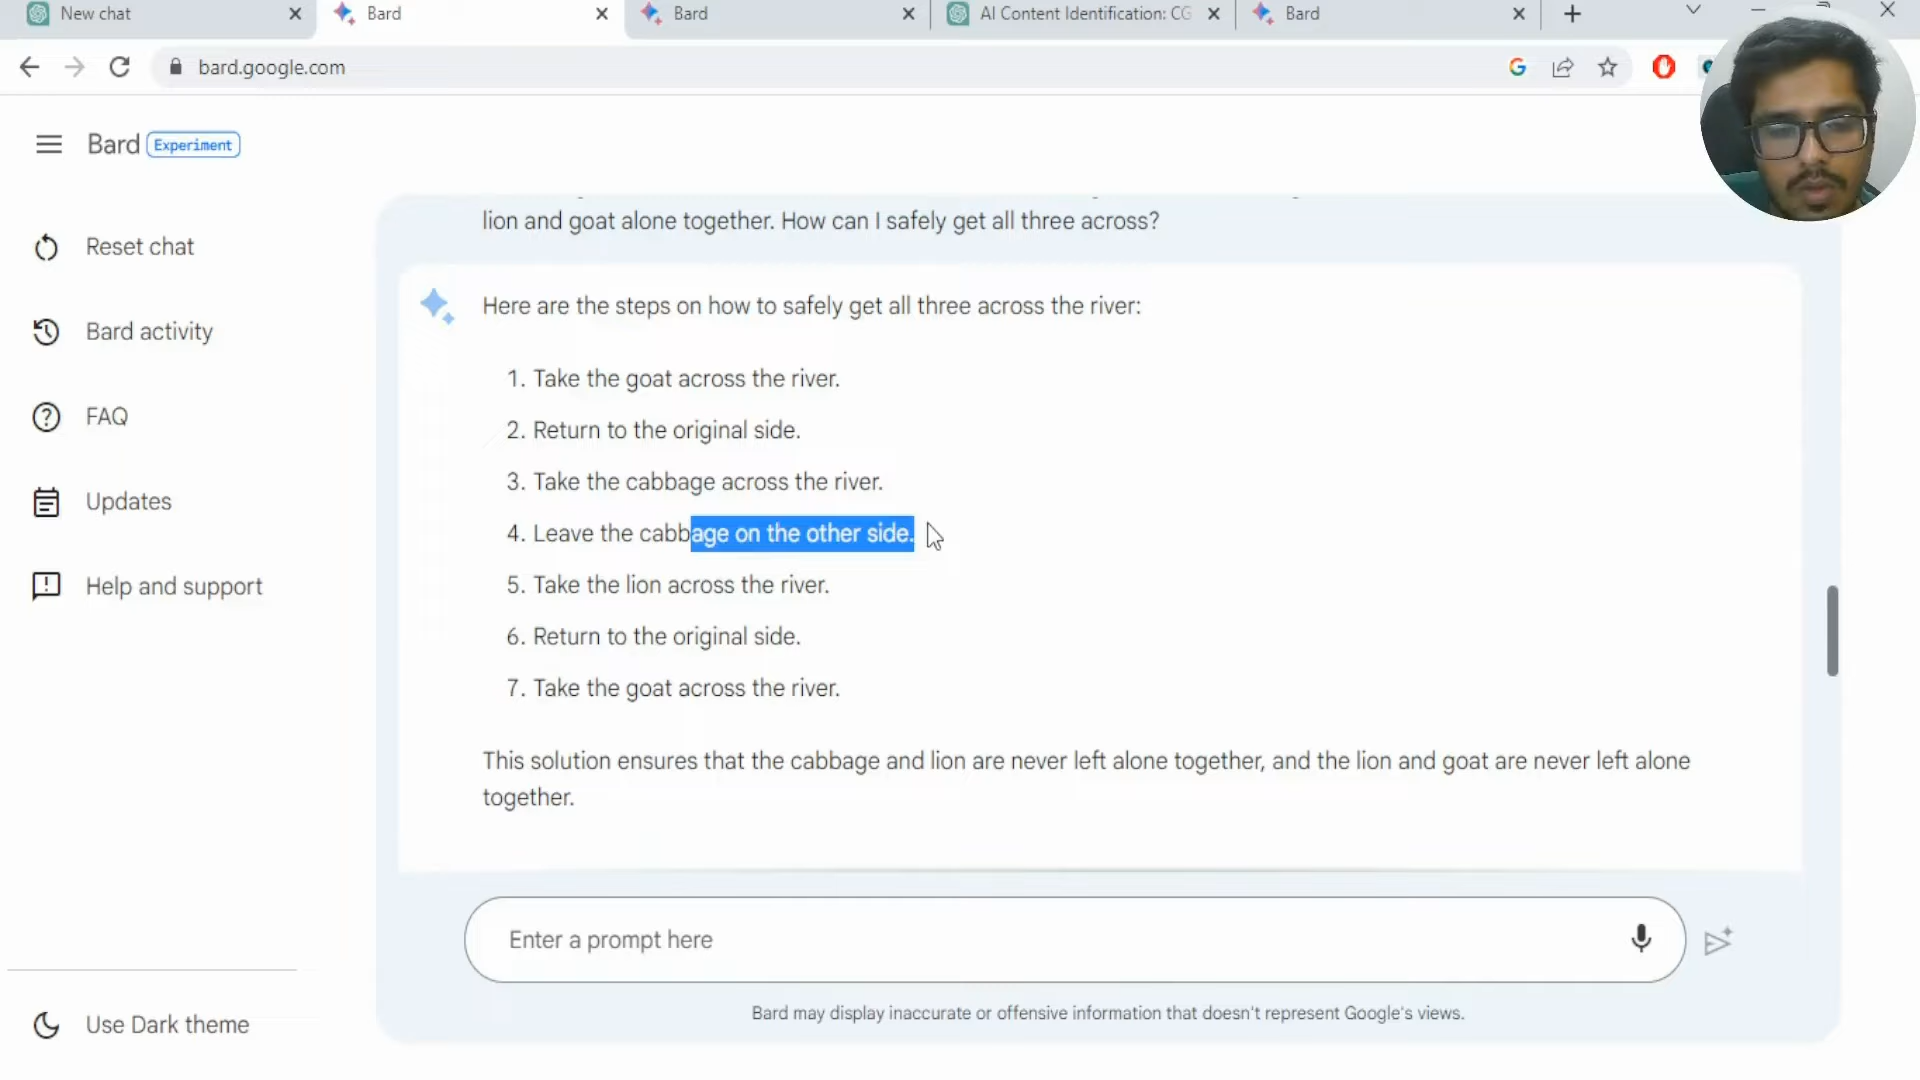 New chat
Bard
Bard
AI Content Identification: CG
Bard
bard.google.com
Bard Experiment
Reset chat
Bard activity
FAQ
Updates
Help and support
Use Dark theme
lion and goat alone together. How can I safely get all three across?
Here are the steps on how to safely get all three across the river:
1. Take the goat across the river.
2. Return to the original side.
3. Take the cabbage across the river.
4. Leave the cabbage on the other side.
5. Take the lion across the river.
6. Return to the original side.
7. Take the goat across the river.
This solution ensures that the cabbage and lion are never left alone together, and the lion and goat are never left alone
together.
Enter a prompt here
Bard may display inaccurate or offensive information that doesn't represent Google's views.